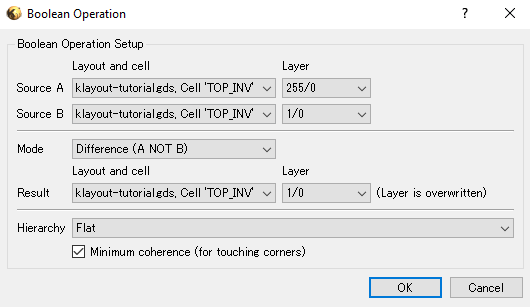 Boolean Operation
?
Boolean Operation Setup
Layout and cell Layer
Source A klayout-tutorial.gds, Cell 'TOP_INV' 255/0
Source B klayout-tutorial.gds, Cell 'TOP_INV' 1/0
Mode Difference (A NOT B)
Layout and cell Layer
Result klayout-tutorial.gds, Cell 'TOP_INV' 1/0 (Layer is overwritten)
Hierarchy Flat
Minimum coherence (for touching corners)
OK Cancel